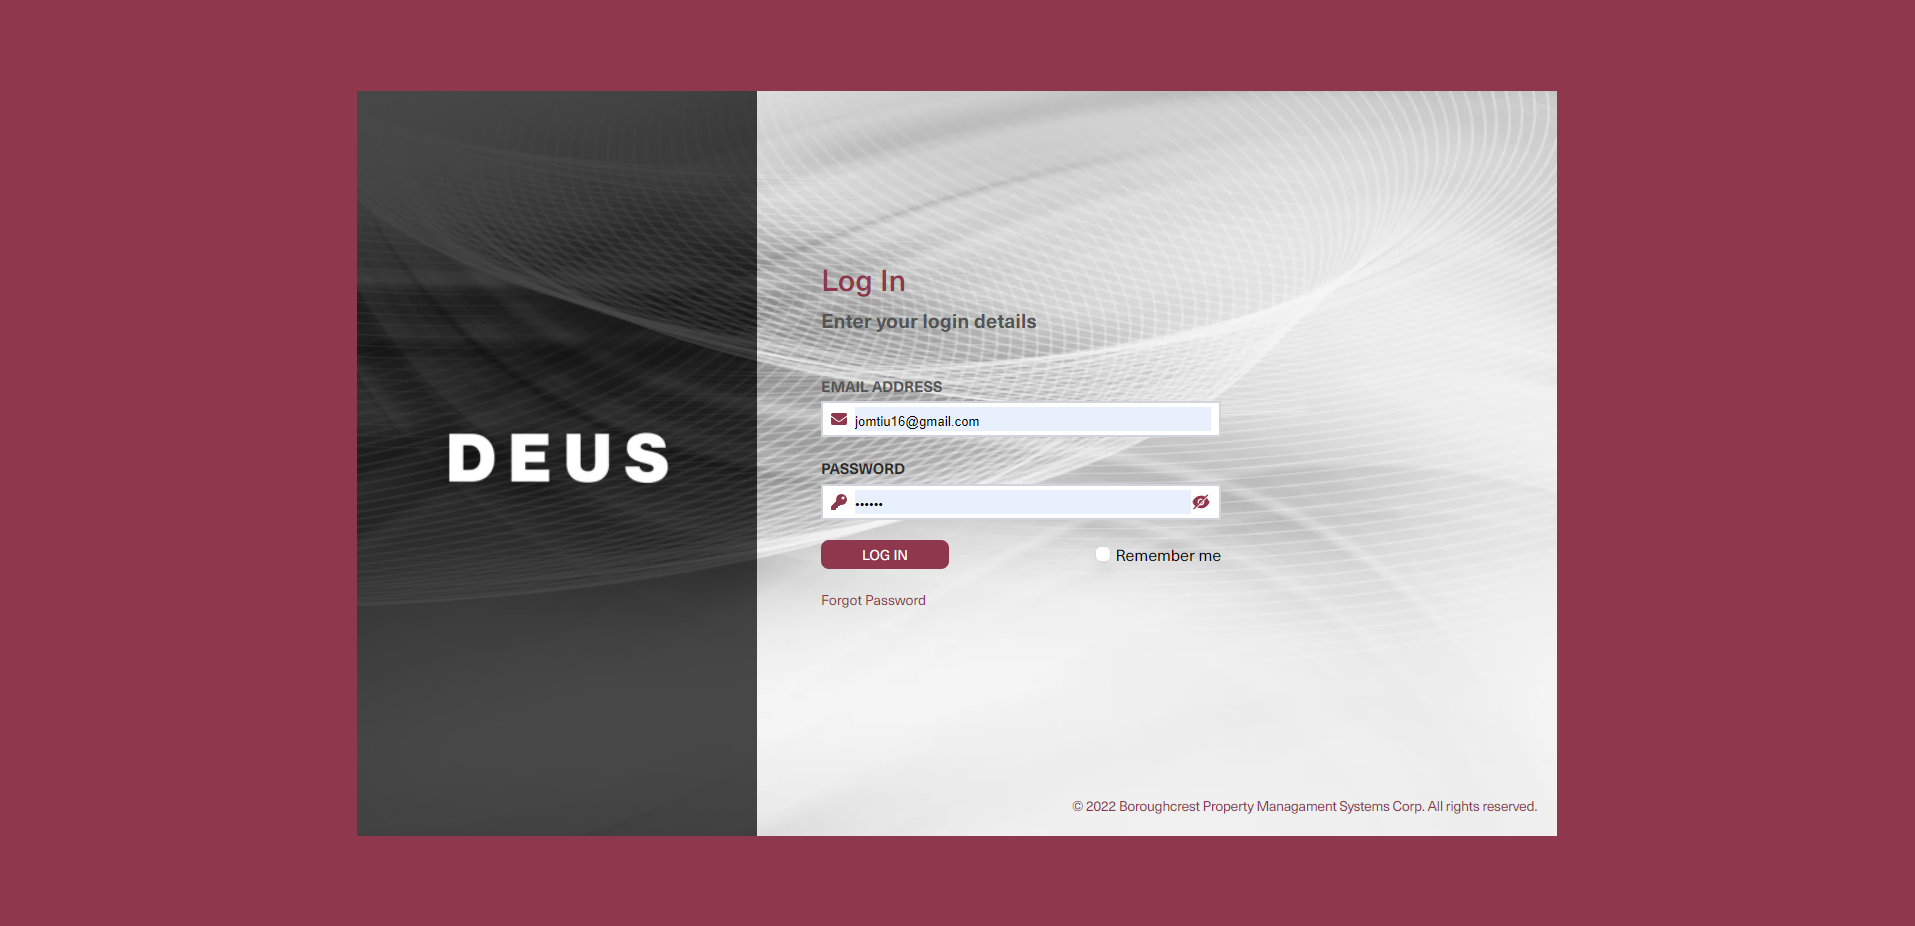 DEUS
Log In
Enter your login details
EMAIL ADDRESS
jomtiu16@gmail.com
PASSWORD
••••••
LOG IN
Remember me
Forgot Password
© 2022 Boroughcrest Property Managament Systems Corp. All rights reserved.